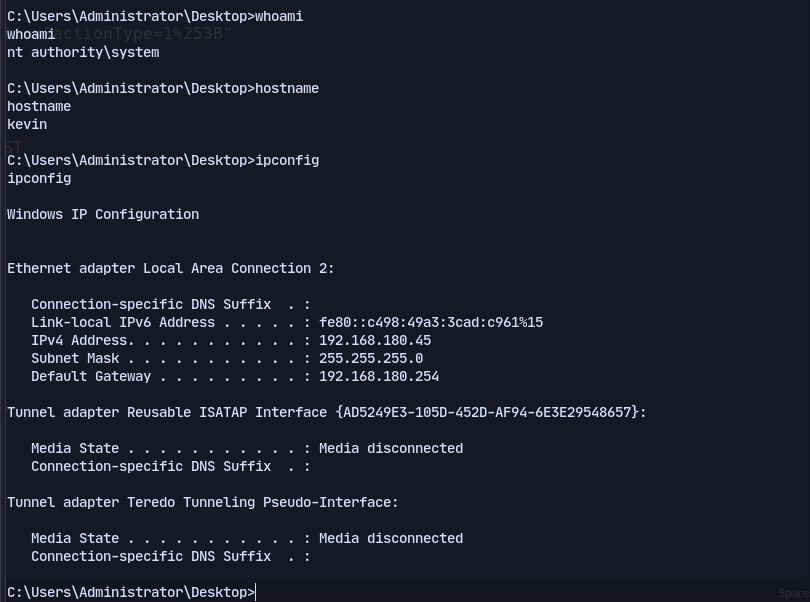 C:\Users\Administrator\Desktop>whoami
whoami
actionType=1%253B"
nt authority\system
C:\Users\Administrator\Desktop>hostname
hostname
kevin
ST
C:\Users\Administrator\Desktop>ipconfig
ipconfig
Windows IP Configuration
Ethernet adapter Local Area Connection 2:
   Connection-specific DNS Suffix  . :
   Link-local IPv6 Address . . . . . : fe80::c498:49a3:3cad:c961%15
   IPv4 Address. . . . . . . . . . . : 192.168.180.45
   Subnet Mask . . . . . . . . . . . : 255.255.255.0
   Default Gateway . . . . . . . . . : 192.168.180.254
Tunnel adapter Reusable ISATAP Interface {AD5249E3-105D-452D-AF94-6E3E29548657}:
   Media State . . . . . . . . . . . : Media disconnected
   Connection-specific DNS Suffix  . :
Tunnel adapter Teredo Tunneling Pseudo-Interface:
   Media State . . . . . . . . . . . : Media disconnected
   Connection-specific DNS Suffix  . :
C:\Users\Administrator\Desktop>
Space